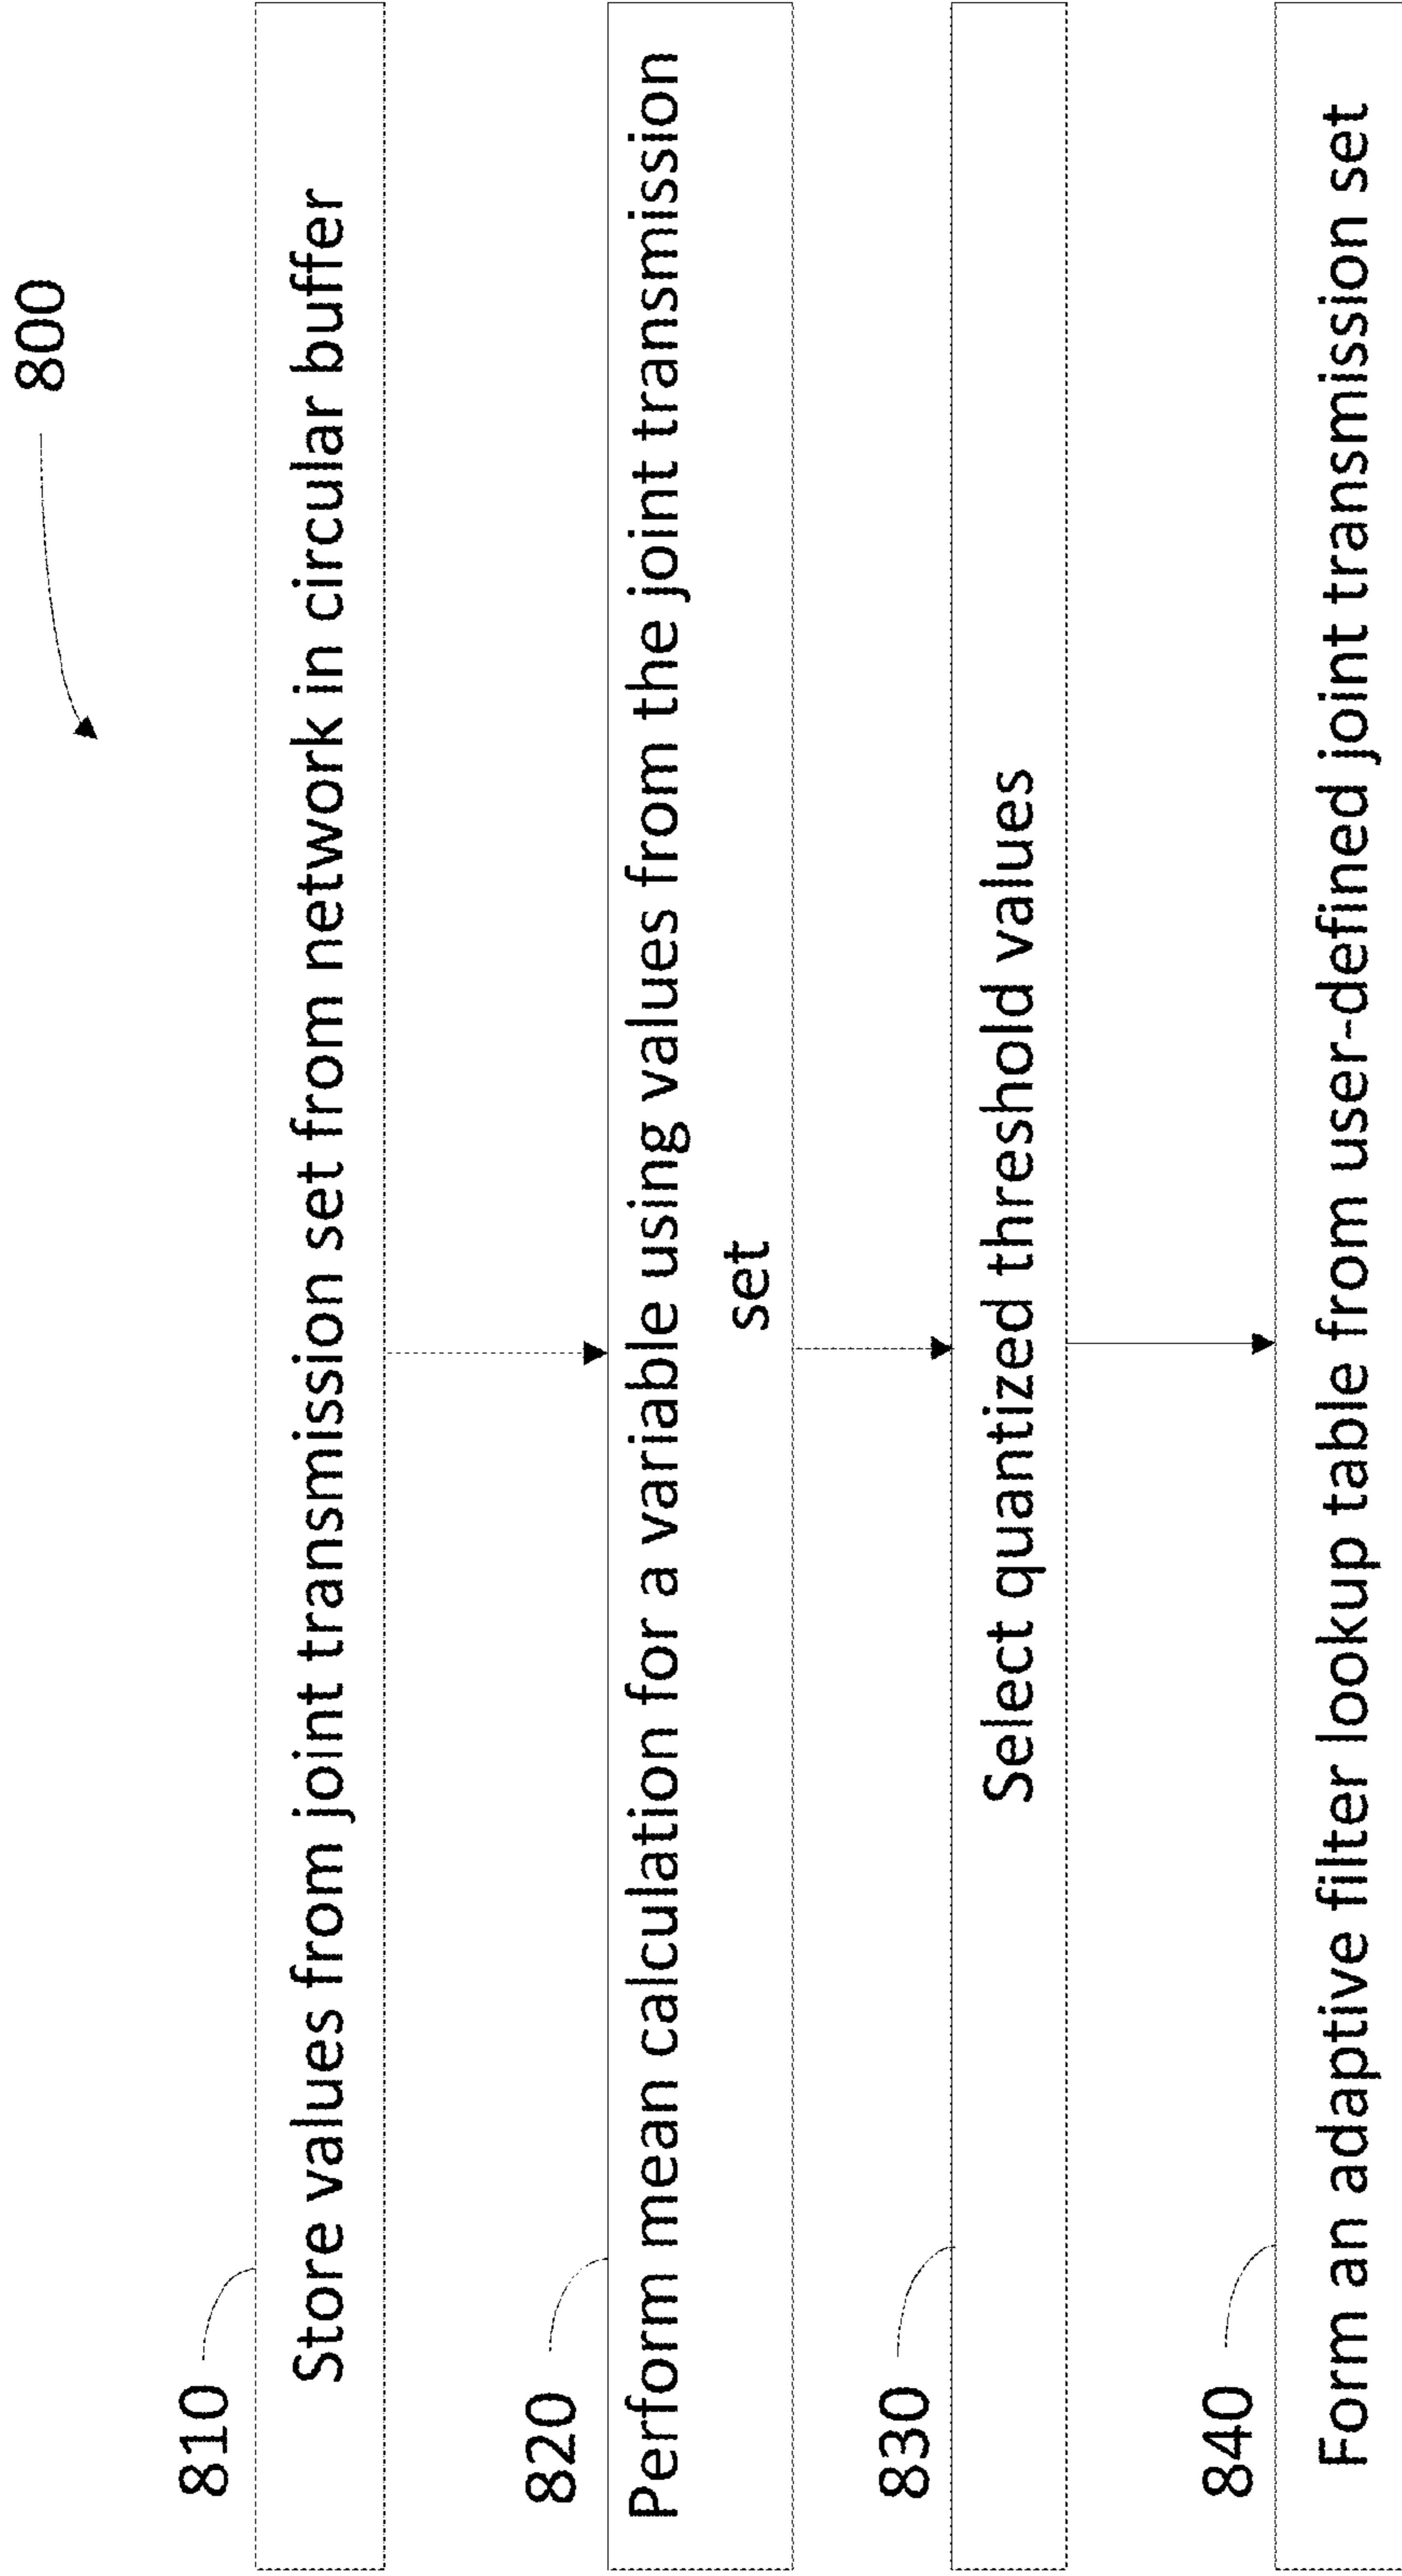 800
810
Store values from joint transmission set from network in circular buffer
820
Perform mean calculation for a variable using values from the joint transmission
set
830
Select quantized threshold values
840
Form an adaptive filter lookup table from user-defined joint transmission set